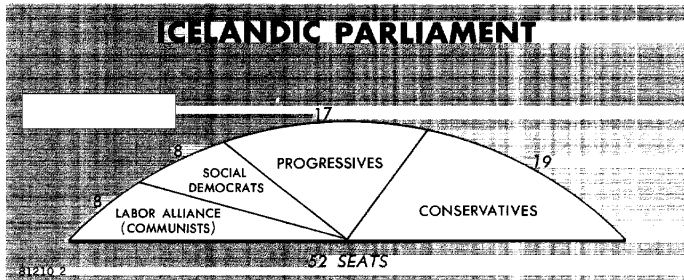 ICELANDIC PARLIAMENT
17
8
19
8
SOCIAL
DEMOCRATS
PROGRESSIVES
LABOR ALLIANCE
(COMMUNISTS)
CONSERVATIVES
52 SEATS
81210 2